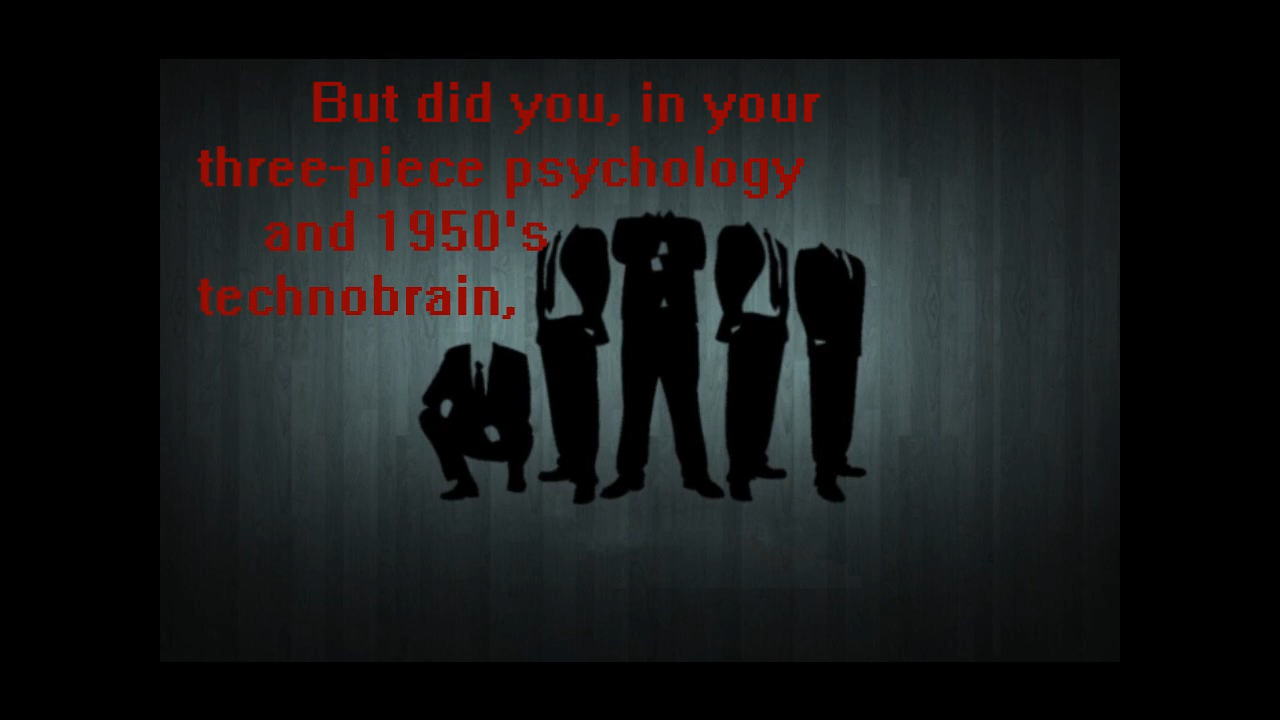 But did you, in your
three-piece psychology
and 1950's
technobrain,